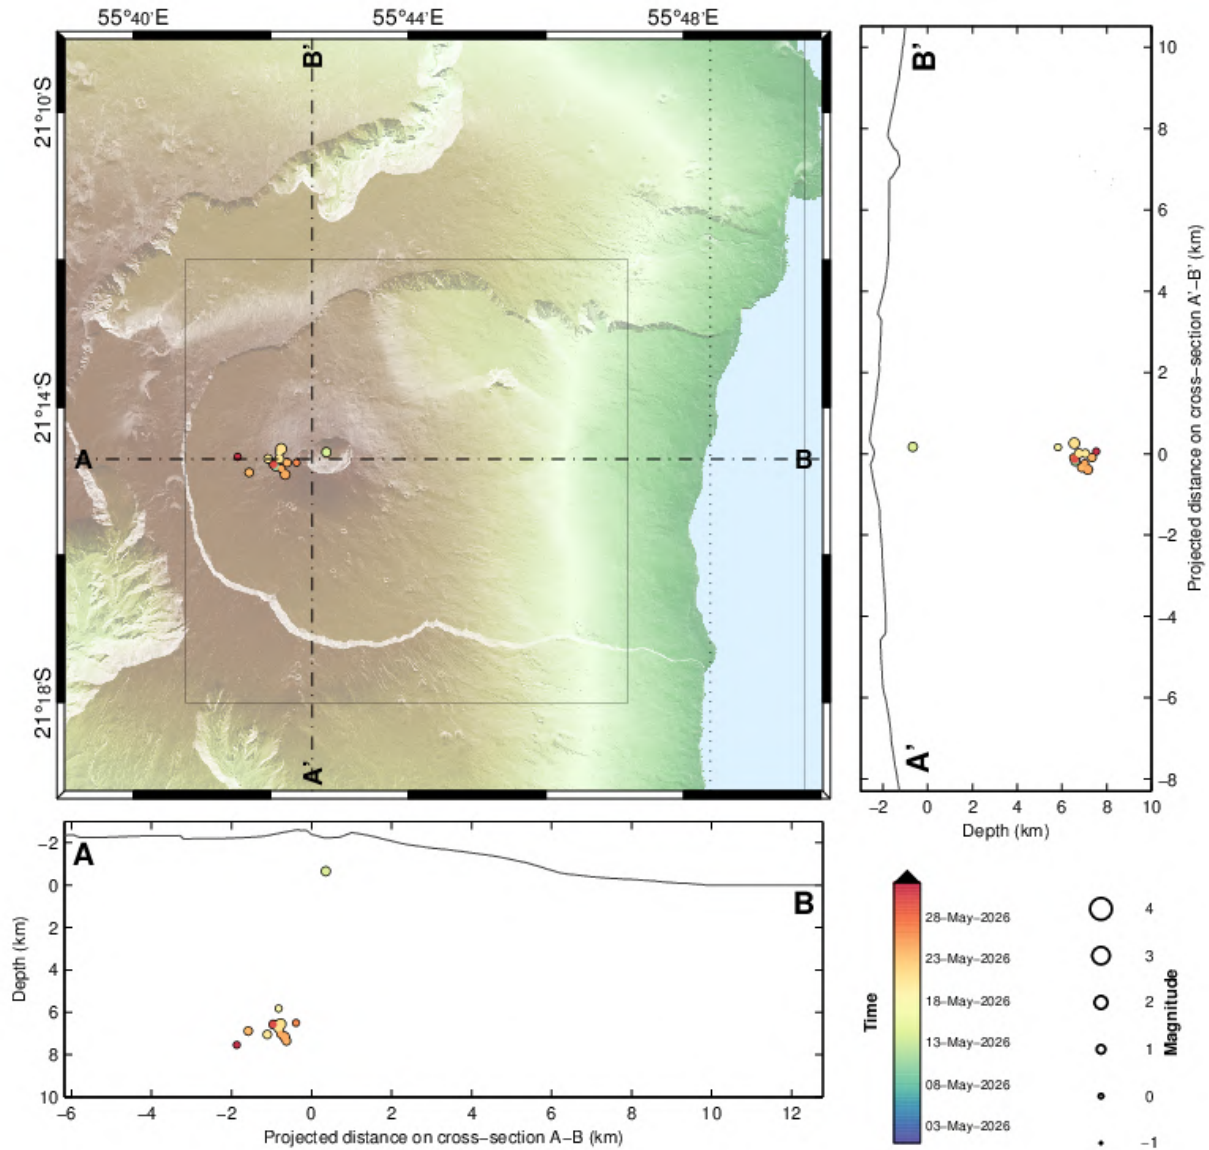 55°40'E 55°44'E 55°48'E
21°10'S
21°14'S
21°18'S
B'
A B
A'
B'
A'
10
8
6
4
2
0
−2
−4
−6
−8
Projected distance on cross−section A'−B' (km)
−2 0 2 4 6 8 10
Depth (km)
A
B
−2
0
2
4
6
8
10
Depth (km)
−6 −4 −2 0 2 4 6 8 10 12
Projected distance on cross−section A−B (km)
Time
28−May−2026
23−May−2026
18−May−2026
13−May−2026
08−May−2026
03−May−2026
4
3
2
1
0
−1
Magnitude